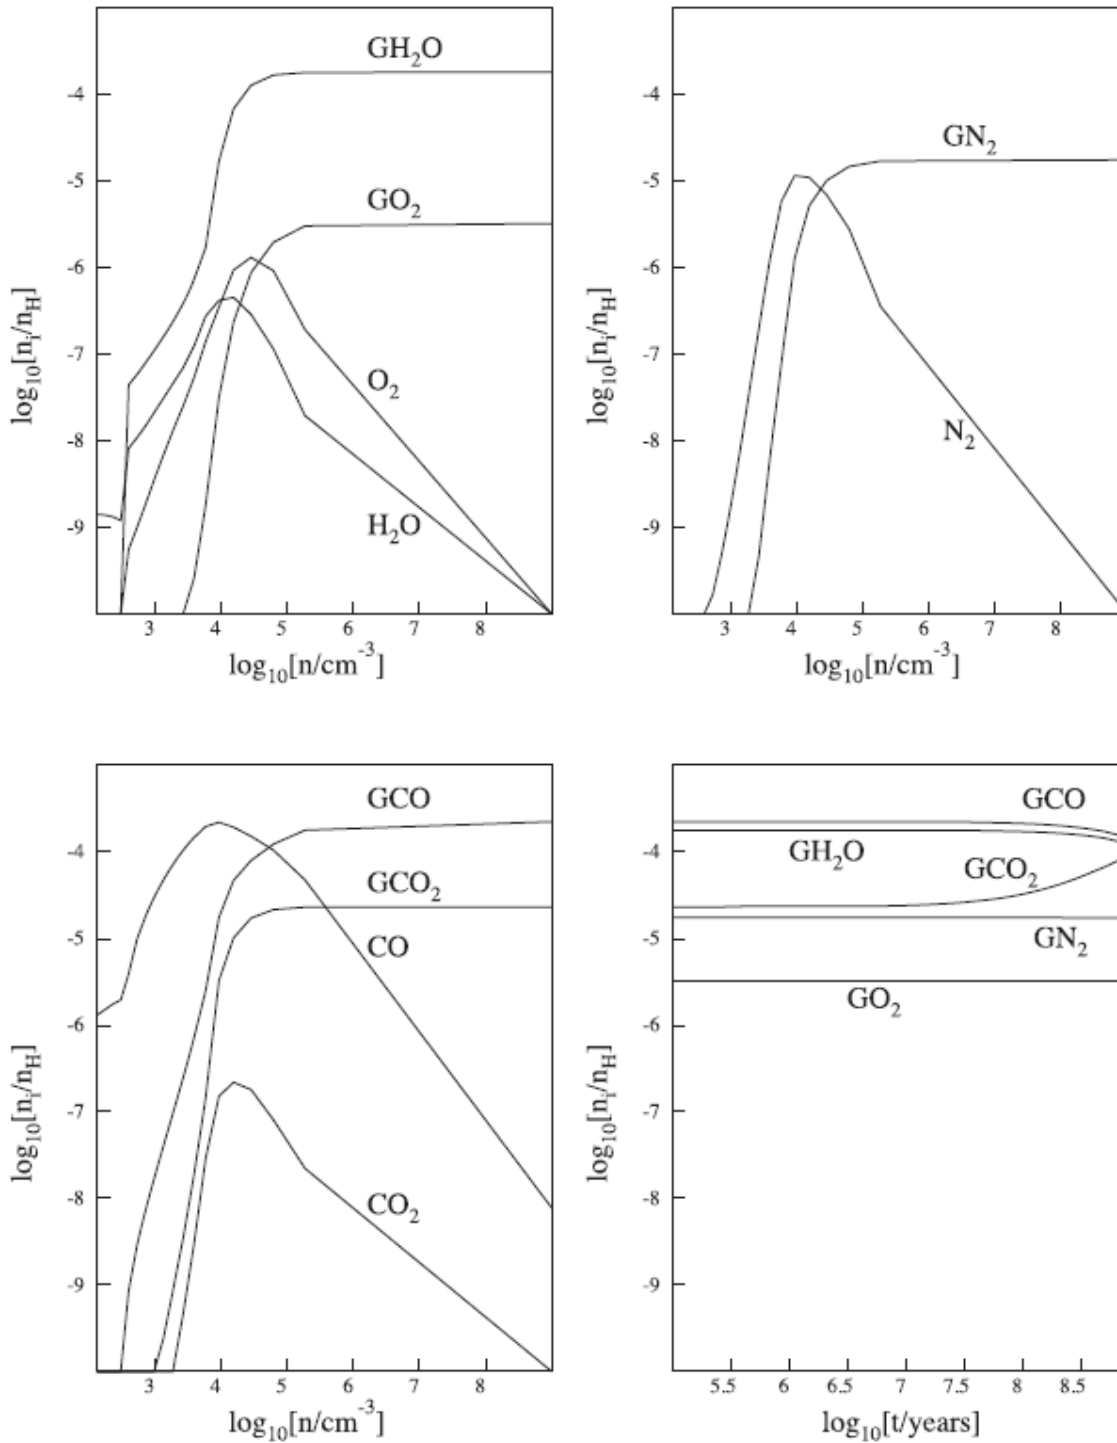 GH₂O
-4
GO₂
-5
-6
log₁₀[nᵢ/n_H]
-7
O₂
-8
H₂O
-9
3 4 5 6 7 8
log₁₀[n/cm⁻³]
-4
GN₂
-5
-6
log₁₀[nᵢ/n_H]
-7
N₂
-8
-9
3 4 5 6 7 8
log₁₀[n/cm⁻³]
GCO
-4
GCO₂
-5
CO
-6
log₁₀[nᵢ/n_H]
-7
CO₂
-8
-9
3 4 5 6 7 8
log₁₀[n/cm⁻³]
GCO
-4
GH₂O
GCO₂
-5
GN₂
GO₂
-6
log₁₀[nᵢ/n_H]
-7
-8
-9
5.5 6 6.5 7 7.5 8 8.5
log₁₀[t/years]